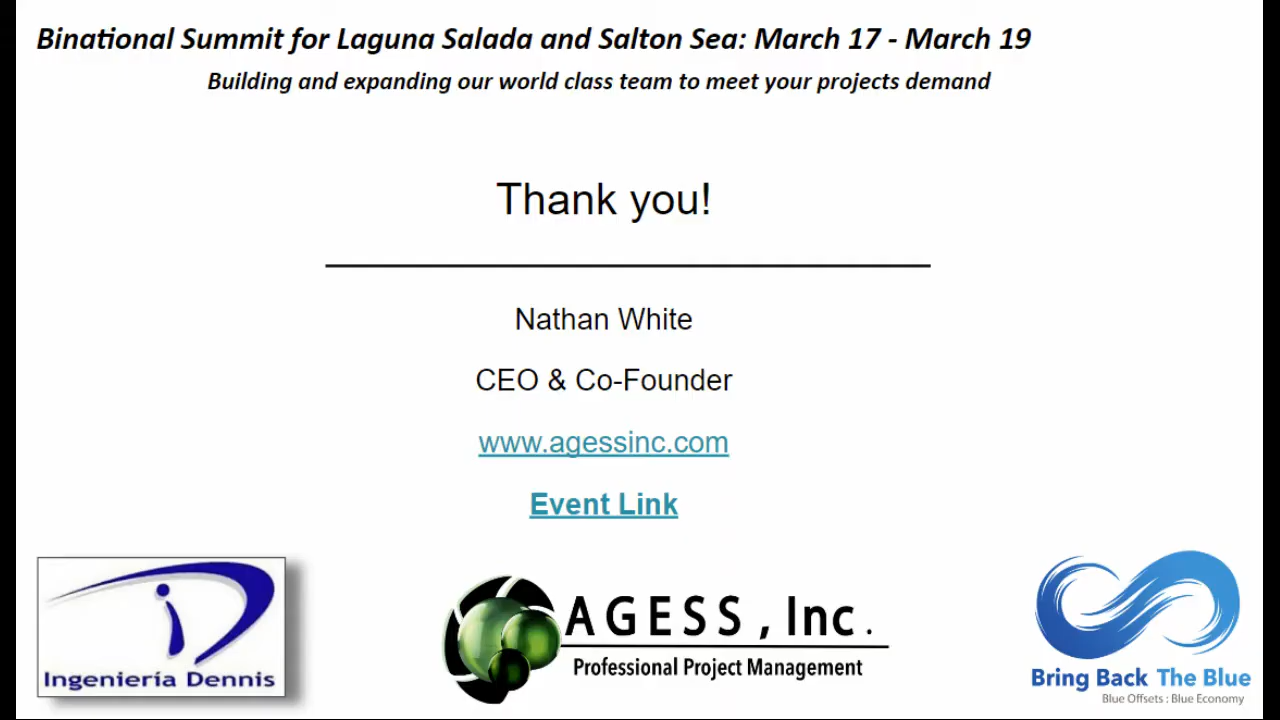 Binational Summit for Laguna Salada and Salton Sea: March 17 - March 19
Building and expanding our world class team to meet your projects demand
Thank you!
Nathan White
CEO & Co-Founder
www.agessinc.com
Event Link
Ingeniería Dennis
AGESS, Inc.
Professional Project Management
Bring Back The Blue
Blue Offsets : Blue Economy